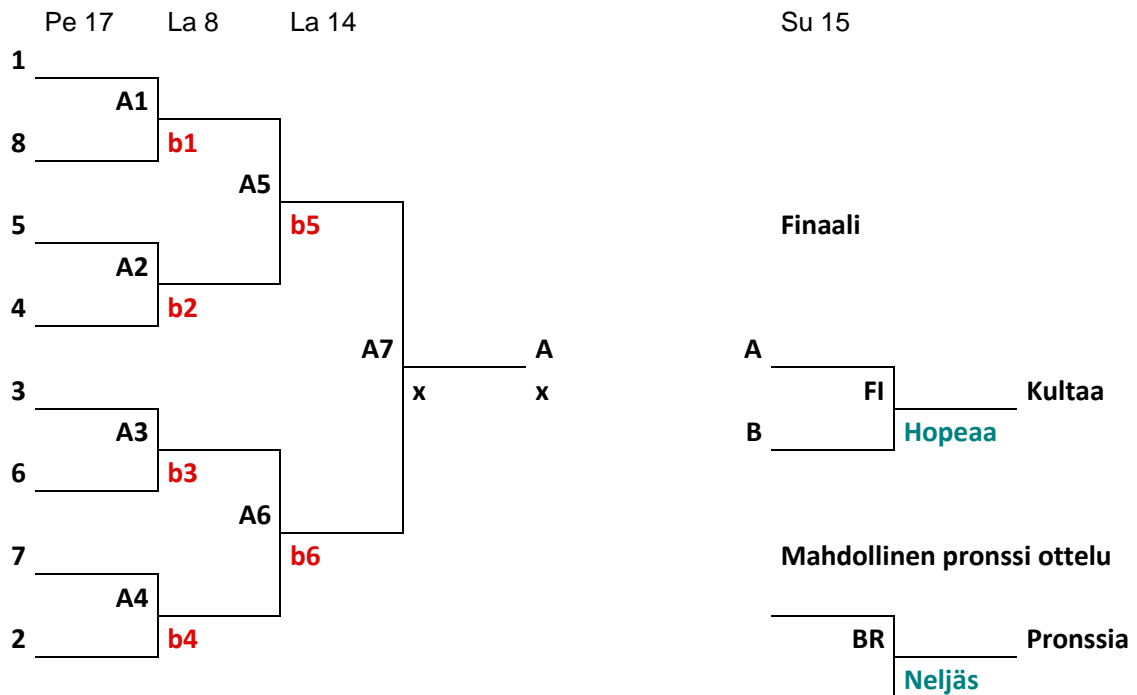 Pe 17 La 8 La 14 Su 15
1
A1
8 b1
A5
5 b5 Finaali
A2
4 b2
A7 A A
3 x x FI Kultaa
A3 B Hopeaa
6 b3
A6
7 b6 Mahdollinen pronssi ottelu
A4
2 b4 BR Pronssia
Neljäs